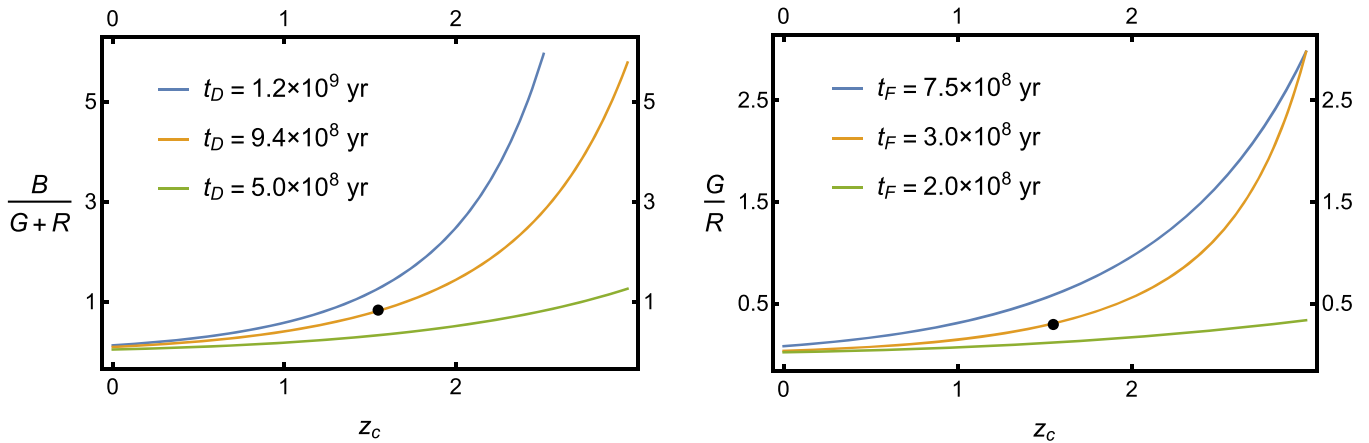 0 1 2
t_D = 1.2×10^9 yr
t_D = 9.4×10^8 yr
t_D = 5.0×10^8 yr
B
G + R
5
3
1
5
3
1
0 1 2
z_c
0 1 2
t_F = 7.5×10^8 yr
t_F = 3.0×10^8 yr
t_F = 2.0×10^8 yr
G
R
2.5
1.5
0.5
2.5
1.5
0.5
0 1 2
z_c